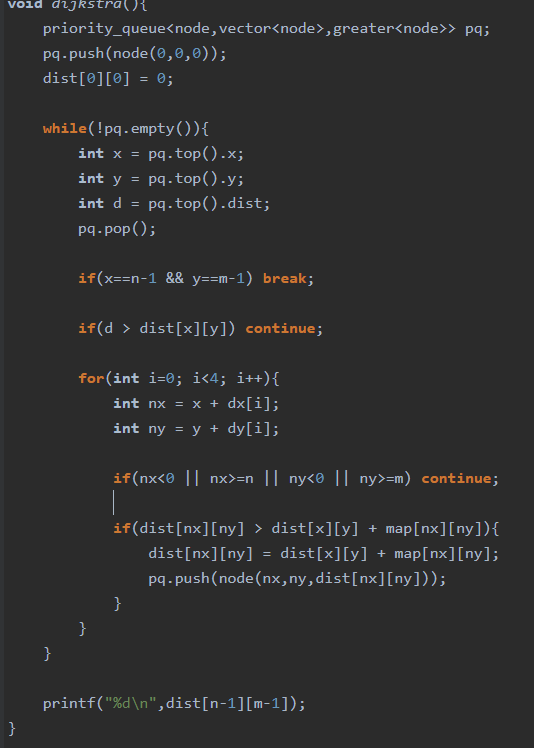 void dijkstra(){
    priority_queue<node,vector<node>,greater<node>> pq;
    pq.push(node(0,0,0));
    dist[0][0] = 0;

    while(!pq.empty()){
        int x = pq.top().x;
        int y = pq.top().y;
        int d = pq.top().dist;
        pq.pop();

        if(x==n-1 && y==m-1) break;

        if(d > dist[x][y]) continue;

        for(int i=0; i<4; i++){
            int nx = x + dx[i];
            int ny = y + dy[i];

            if(nx<0 || nx>=n || ny<0 || ny>=m) continue;

            if(dist[nx][ny] > dist[x][y] + map[nx][ny]){
                dist[nx][ny] = dist[x][y] + map[nx][ny];
                pq.push(node(nx,ny,dist[nx][ny]));
            }
        }
    }

    printf("%d\n",dist[n-1][m-1]);
}